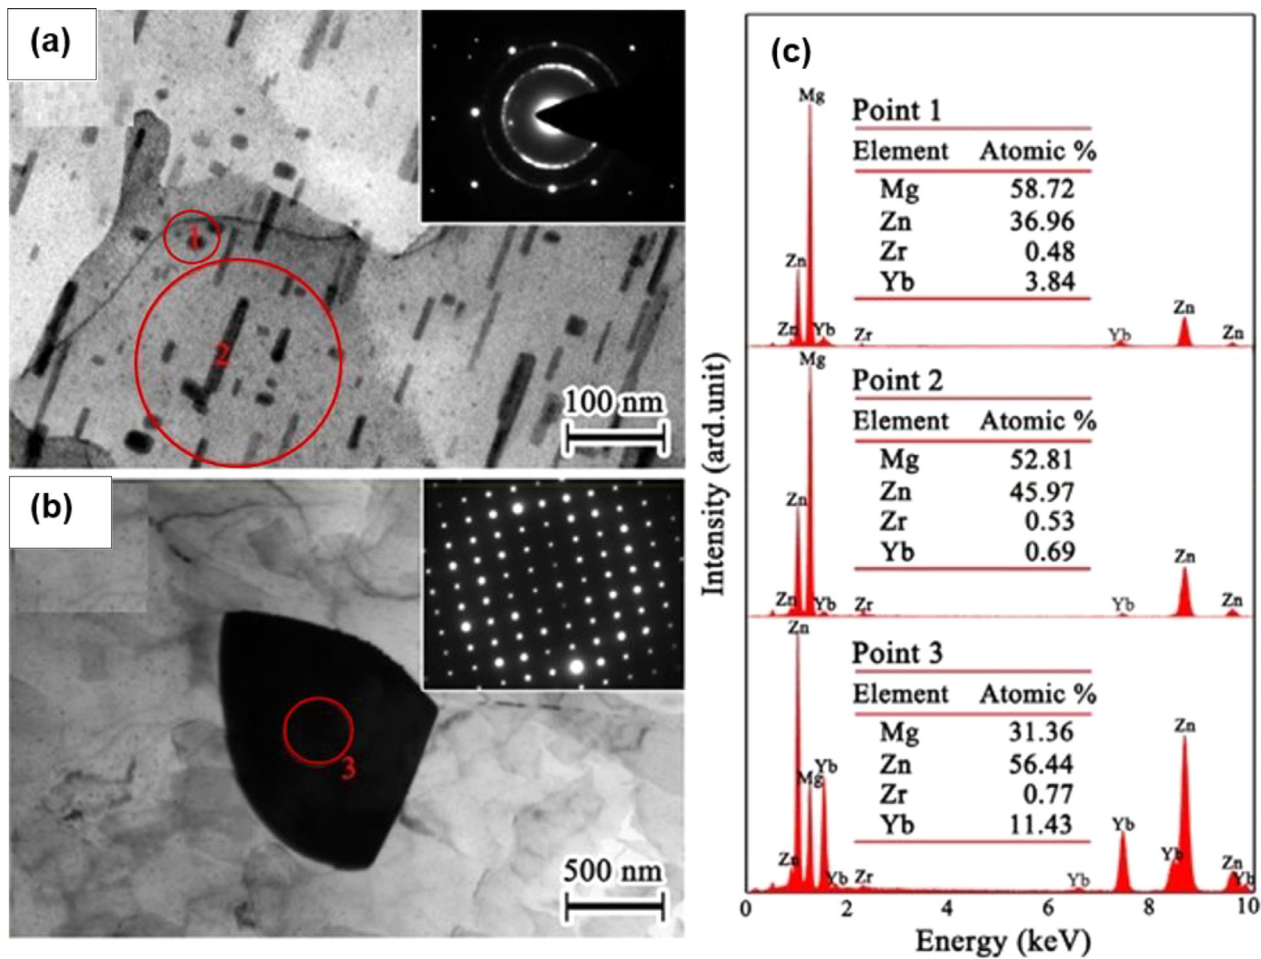 (a)
1
2
100 nm
(b)
3
500 nm
(c)
Intensity (ard.unit)
Mg
Zn
Zn
Yb
Zr
Yb
Zn
Zn
Point 1
Element Atomic %
Mg 58.72
Zn 36.96
Zr 0.48
Yb 3.84
Mg
Zn
Zn
Yb
Zr
Yb
Zn
Zn
Point 2
Element Atomic %
Mg 52.81
Zn 45.97
Zr 0.53
Yb 0.69
Zn
Mg
Yb
Zn
Yb
Zr
Yb
Yb
Yb
Zn
Zn
Yb
Point 3
Element Atomic %
Mg 31.36
Zn 56.44
Zr 0.77
Yb 11.43
0 2 4 6 8 10
Energy (keV)